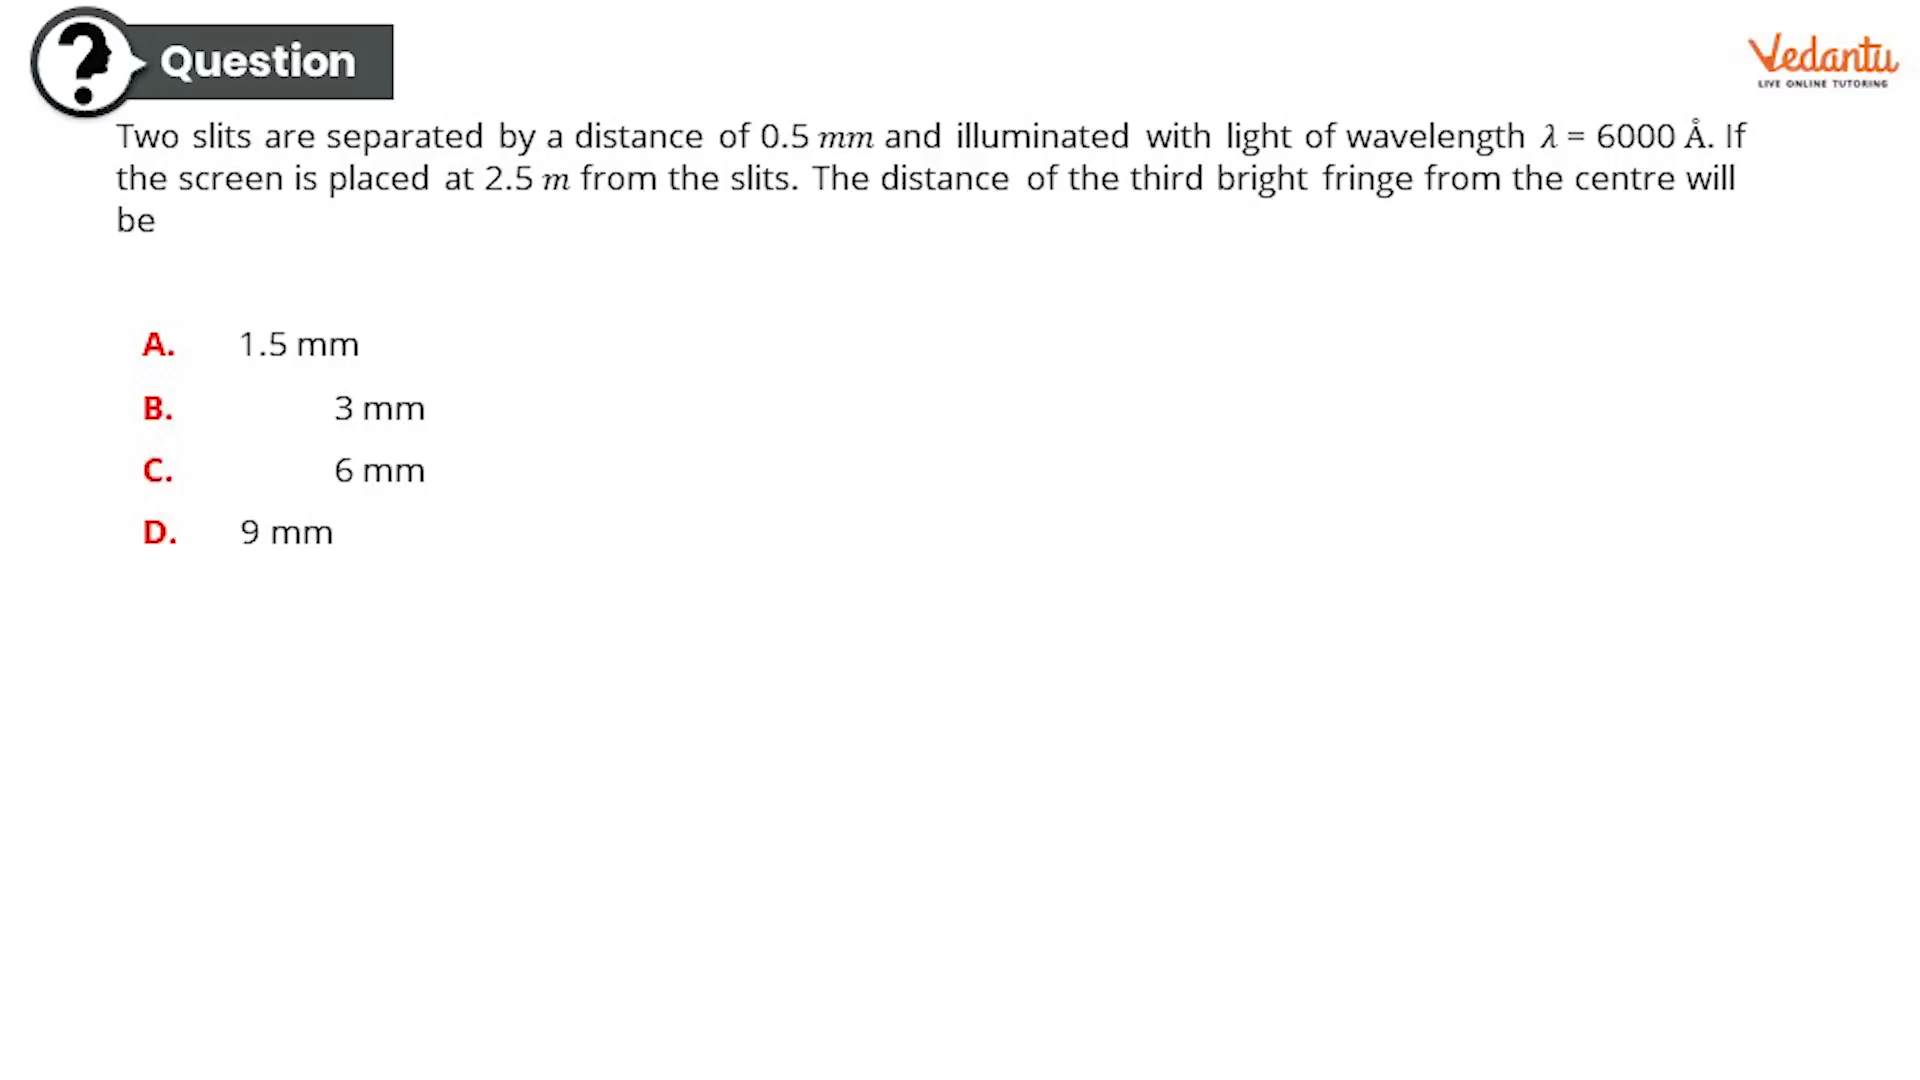 Question
Vedantu
LIVE ONLINE TUTORING
Two slits are separated by a distance of 0.5 mm and illuminated with light of wavelength λ = 6000 Å. If
the screen is placed at 2.5 m from the slits. The distance of the third bright fringe from the centre will
be
A. 1.5 mm
B. 3 mm
C. 6 mm
D. 9 mm